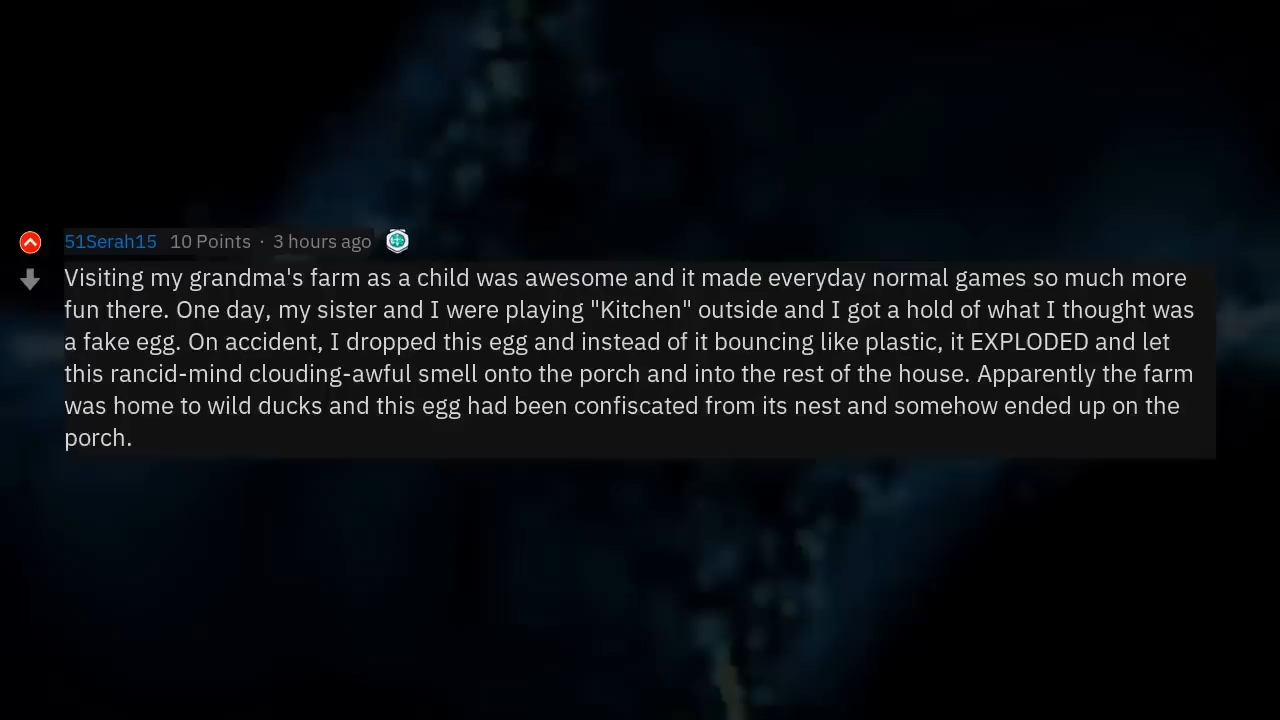 51Serah15 10 Points · 3 hours ago
Visiting my grandma's farm as a child was awesome and it made everyday normal games so much more
fun there. One day, my sister and I were playing "Kitchen" outside and I got a hold of what I thought was
a fake egg. On accident, I dropped this egg and instead of it bouncing like plastic, it EXPLODED and let
this rancid-mind clouding-awful smell onto the porch and into the rest of the house. Apparently the farm
was home to wild ducks and this egg had been confiscated from its nest and somehow ended up on the
porch.